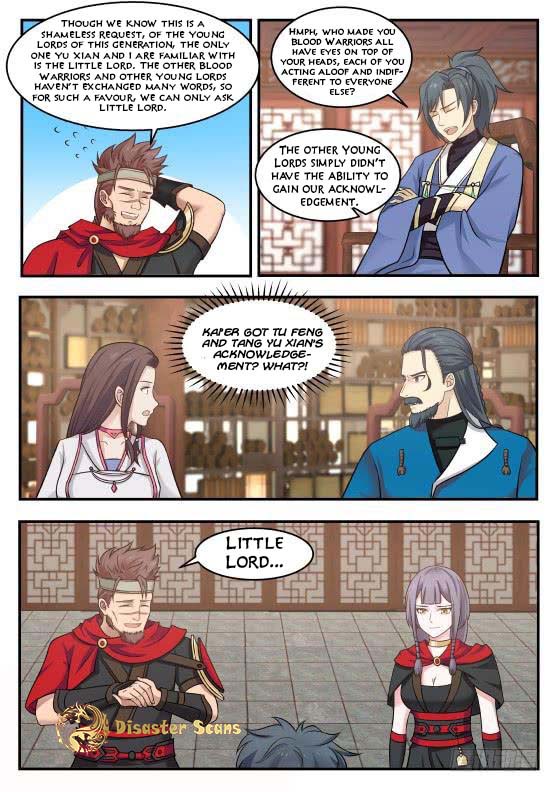 THOUGH WE KNOW THIS IS A
SHAMELESS REQUEST, OF THE YOUNG
LORDS OF THIS GENERATION, THE ONLY
ONE YU XIAN AND I ARE FAMILIAR WITH
IS THE LITTLE LORD. THE OTHER BLOOD
WARRIORS AND OTHER YOUNG LORDS
HAVEN'T EXCHANGED MANY WORDS, SO
FOR SUCH A FAVOUR, WE CAN ONLY ASK
LITTLE LORD.
HMPH, WHO MADE YOU
BLOOD WARRIORS ALL
HAVE EYES ON TOP OF
YOUR HEADS, EACH OF YOU
ACTING ALOOF AND INDIF-
FERENT TO EVERYONE
ELSE?
THE OTHER YOUNG
LORDS SIMPLY DIDN'T
HAVE THE ABILITY TO
GAIN OUR ACKNOWL-
EDGEMENT.
KAI'ER GOT TU FENG
AND TANG YU XIAN'S
ACKNOWLEDGE-
MENT? WHAT?!
LITTLE
LORD...
Disaster Scans